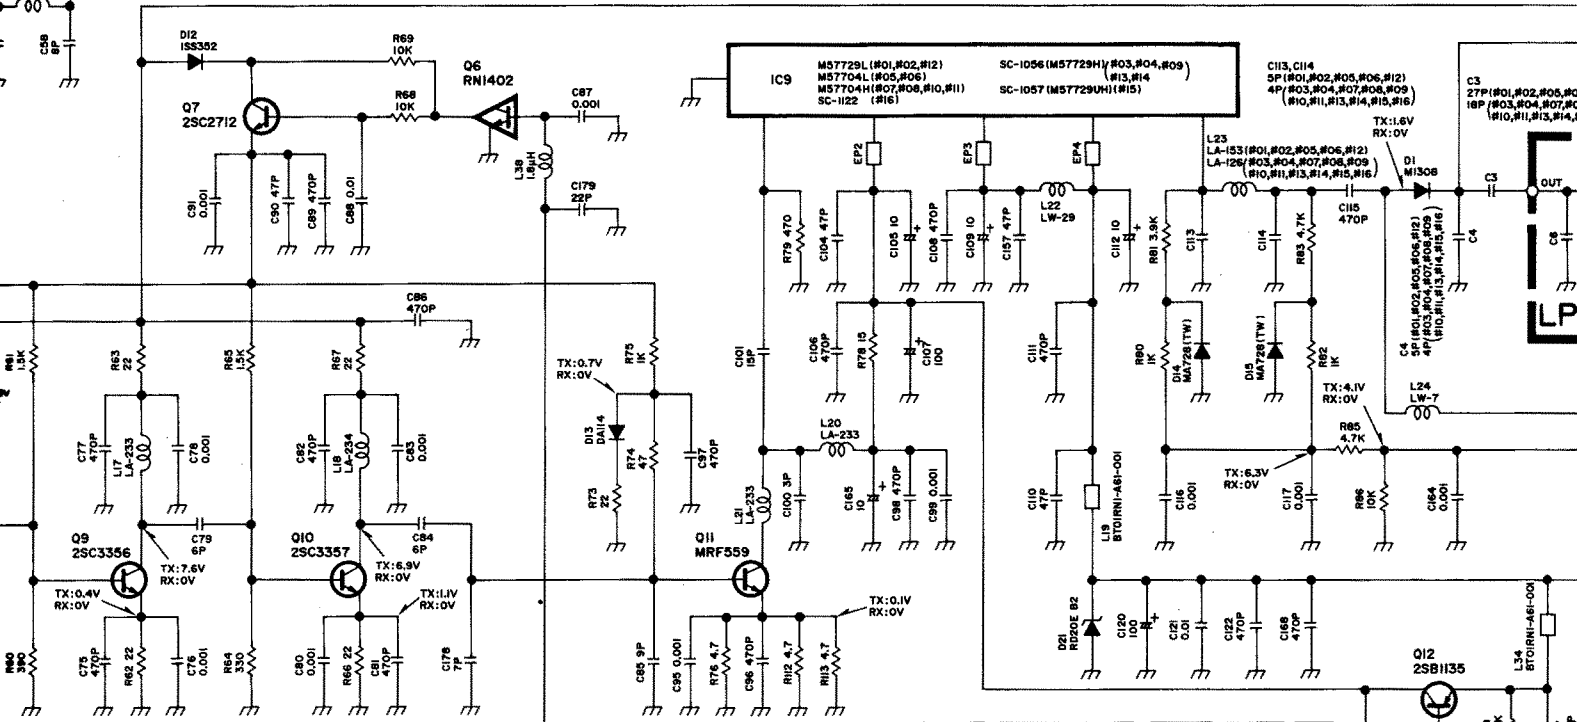 C58
8P
D12
ISS352
R69
10K
Q6
RN1402
Q7
2SC2712
R68
10K
C87
0.001
L38
1.8µH
C179
22P
C91
0.001
C90 47P
C89 470P
C88 0.01
IC9
M57729L(#01,#02,#12)
M57704L(#05,#06)
M57704H(#07,#08,#10,#11)
SC-1122 (#16)
SC-1056(M57729H)(#03,#04,#09
#13,#14)
SC-1057(M57729UH)(#15)
C113, C114
5P(#01,#02,#05,#06,#12)
4P(#03,#04,#07,#08,#09
#10,#11,#13,#14,#15,#16)
C3
27P(#01,#02,#05,#0
18P(#03,#04,#07,#0
#10,#11,#13,#14,#
TX:1.6V
RX:0V
L23
LA-153(#01,#02,#05,#06,#12)
LA-126(#03,#04,#07,#08,#09
#10,#11,#13,#14,#15,#16)
D1
MI308
C3
OUT
EP2
EP3
EP4
L22
LW-29
C115
470P
R79 470
C104 47P
C105 10
+
C108 470P
C109 10
+
C157 47P
C112 10
+
R81 3.9K
C113
C114
R83 4.7K
C4
C4
5P(#01,#02,#05,#06,#12)
4P(#03,#04,#07,#08,#09
#10,#11,#13,#14,#15,#16)
C6
LP
C86
470P
R61
1.5K
R63
22
R65
1.5K
R67
22
R75
1K
TX:0.7V
RX:0V
C101
15P
C106
470P
R78 15
C107
100
+
C111
470P
R80
1K
D14
MA728(TW)
D15
MA728(TW)
R82
1K
TX:4.1V
RX:0V
L24
LW-7
C77
470P
L17
LA-233
C78
0.001
C82
470P
L18
LA-234
C83
0.001
D13
DA114
R74
47
R73
22
C97
470P
L20
LA-233
L21
LA-233
C100 3P
C165
10
+
C98 470P
C99 0.001
C110
47P
L19
BT01RN1-A61-001
R85
4.7K
TX:6.3V
RX:0V
C116
0.001
C117
0.001
R86
10K
C164
0.001
Q9
2SC3356
C79
6P
Q10
2SC3357
C84
6P
Q11
MRF559
TX:7.6V
RX:0V
TX:6.9V
RX:0V
TX:0.4V
RX:0V
TX:1.1V
RX:0V
TX:0.1V
RX:0V
R60
390
C75
470P
R62 22
C76
0.001
R64
330
C80
0.001
R66 22
C81
470P
C178
7P
C85 9P
C95 0.001
R76 4.7
C96 470P
R112 4.7
R113 4.7
D21
RD20E B2
C120
100
+
C121
0.01
C122
470P
C168
470P
Q12
2SB1135
L34
BT01RN1-A61-001